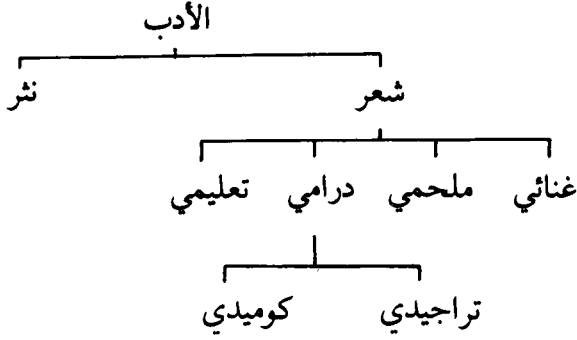 الأدب
شعر نثر
غنائي ملحمي درامي تعليمي
تراجيدي كوميدي